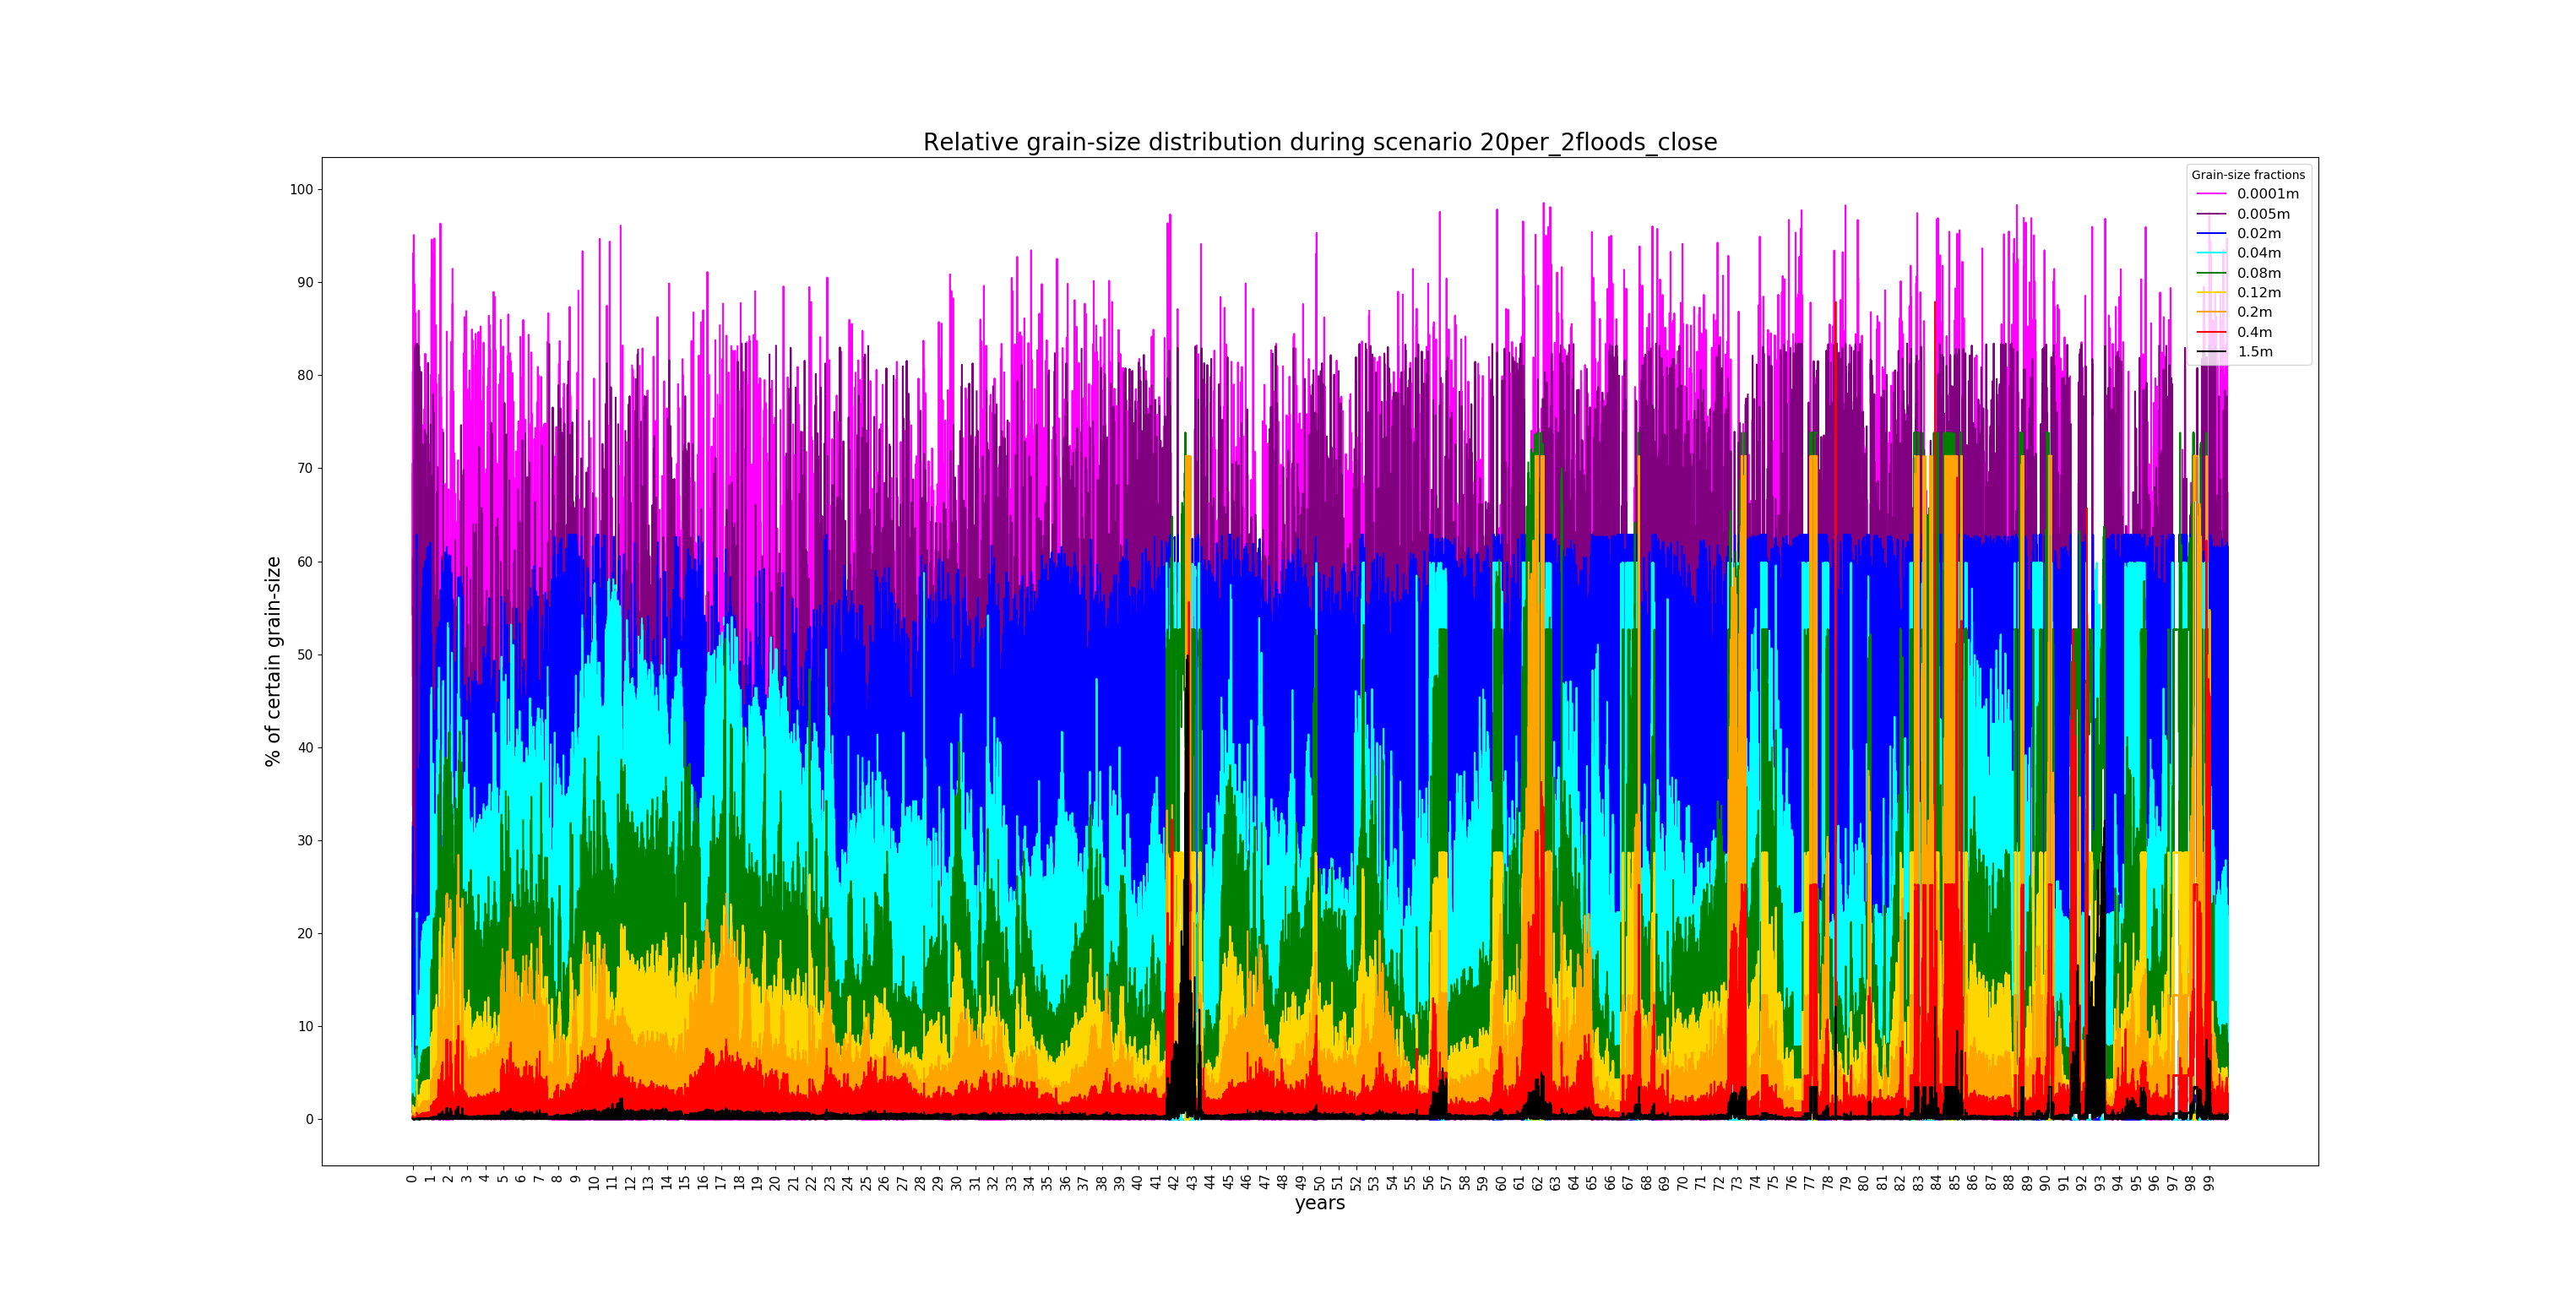 Relative grain-size distribution during scenario 20per_2floods_close
Grain-size fractions
0.0001m
0.005m
0.02m
0.04m
0.08m
0.12m
0.2m
0.4m
1.5m
% of certain grain-size
100
90
80
70
60
50
40
30
20
10
0
0 1 2 3 4 5 6 7 8 9 10 11 12 13 14 15 16 17 18 19 20 21 22 23 24 25 26 27 28 29 30 31 32 33 34 35 36 37 38 39 40 41 42 43 44 45 46 47 48 49 50 51 52 53 54 55 56 57 58 59 60 61 62 63 64 65 66 67 68 69 70 71 72 73 74 75 76 77 78 79 80 81 82 83 84 85 86 87 88 89 90 91 92 93 94 95 96 97 98 99
years